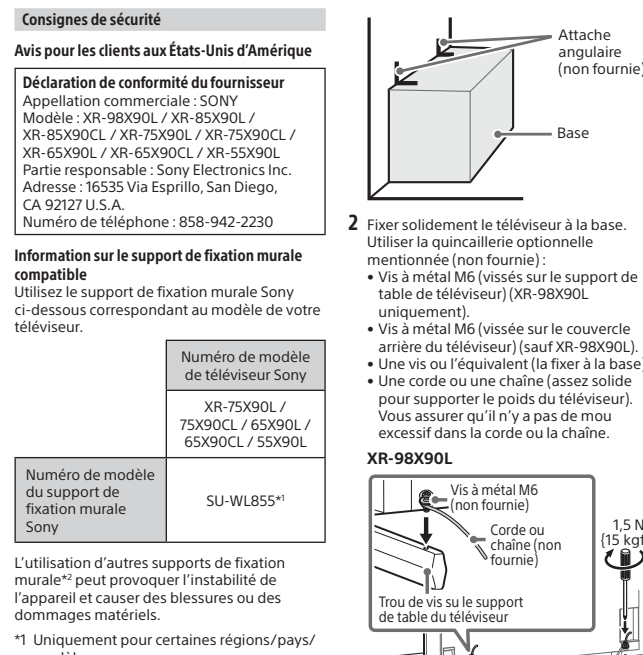 Consignes de sécurité
Avis pour les clients aux États-Unis d'Amérique
Déclaration de conformité du fournisseur
Appellation commerciale : SONY
Modèle : XR-98X90L / XR-85X90L /
XR-85X90CL / XR-75X90L / XR-75X90CL /
XR-65X90L / XR-65X90CL / XR-55X90L
Partie responsable : Sony Electronics Inc.
Adresse : 16535 Via Esprillo, San Diego,
CA 92127 U.S.A.
Numéro de téléphone : 858-942-2230
Information sur le support de fixation murale
compatible
Utilisez le support de fixation murale Sony
ci-dessous correspondant au modèle de votre
téléviseur.
Numéro de modèle
de téléviseur Sony
XR-75X90L /
75X90CL / 65X90L /
65X90CL / 55X90L
Numéro de modèle
du support de
fixation murale
Sony
SU-WL855*1
L'utilisation d'autres supports de fixation
murale*2 peut provoquer l'instabilité de
l'appareil et causer des blessures ou des
dommages matériels.
*1 Uniquement pour certaines régions/pays/
Attache
angulaire
(non fournie)
Base
2 Fixer solidement le téléviseur à la base.
Utiliser la quincaillerie optionnelle
mentionnée (non fournie) :
• Vis à métal M6 (vissés sur le support de
table de téléviseur) (XR-98X90L
uniquement).
• Vis à métal M6 (vissée sur le couvercle
arrière du téléviseur) (sauf XR-98X90L).
• Une vis ou l'équivalent (la fixer à la base)
• Une corde ou une chaîne (assez solide
pour supporter le poids du téléviseur).
Vous assurer qu'il n'y a pas de mou
excessif dans la corde ou la chaîne.
XR-98X90L
Vis à métal M6
(non fournie)
Corde ou
chaîne (non
fournie)
1,5 N
{15 kgf
Trou de vis su le support
de table du téléviseur